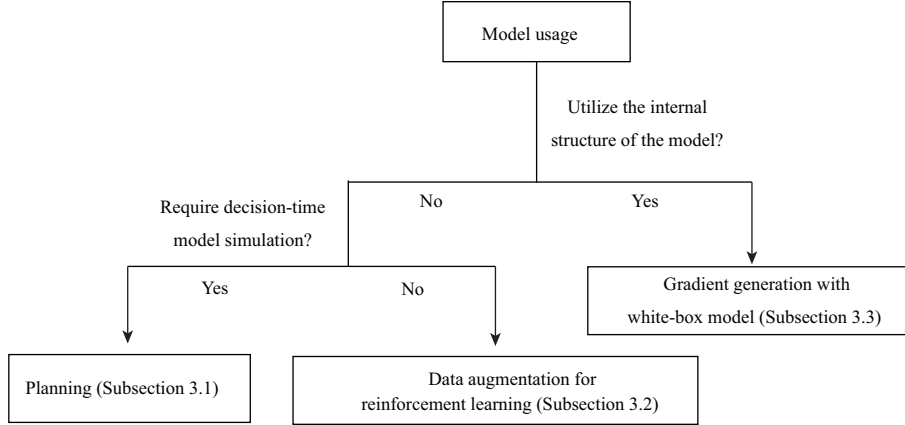 Model usage
Utilize the internal
structure of the model?
No
Yes
Require decision-time
model simulation?
Yes
No
Gradient generation with
white-box model (Subsection 3.3)
Planning (Subsection 3.1)
Data augmentation for
reinforcement learning (Subsection 3.2)